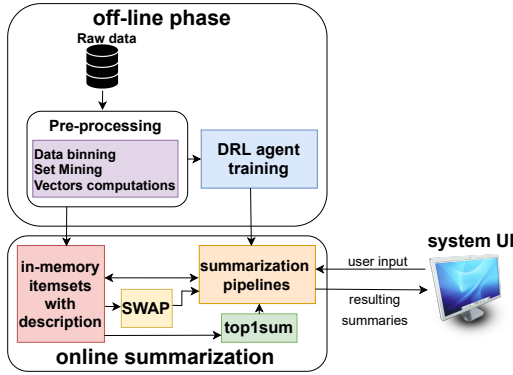 off-line phase
Raw data
Pre-processing
Data binning
Set Mining
Vectors computations
DRL agent
training
in-memory
itemsets
with
description
SWAP
summarization
pipelines
top1sum
online summarization
system UI
user input
resulting
summaries